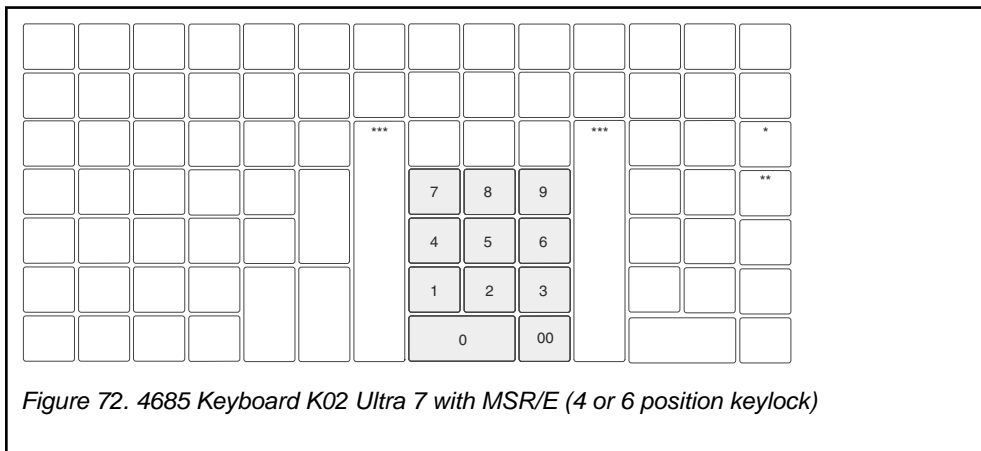 *** *** *
7 8 9 **
4 5 6
1 2 3
0 00
Figure 72. 4685 Keyboard K02 Ultra 7 with MSR/E (4 or 6 position keylock)